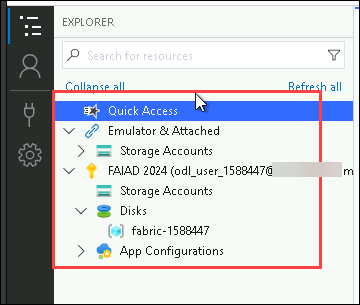 EXPLORER
Search for resources
Collapse all Refresh all
Quick Access
Emulator & Attached
Storage Accounts
FAIAD 2024 (odl_user_1588447@ m
Storage Accounts
Disks
fabric-1588447
App Configurations